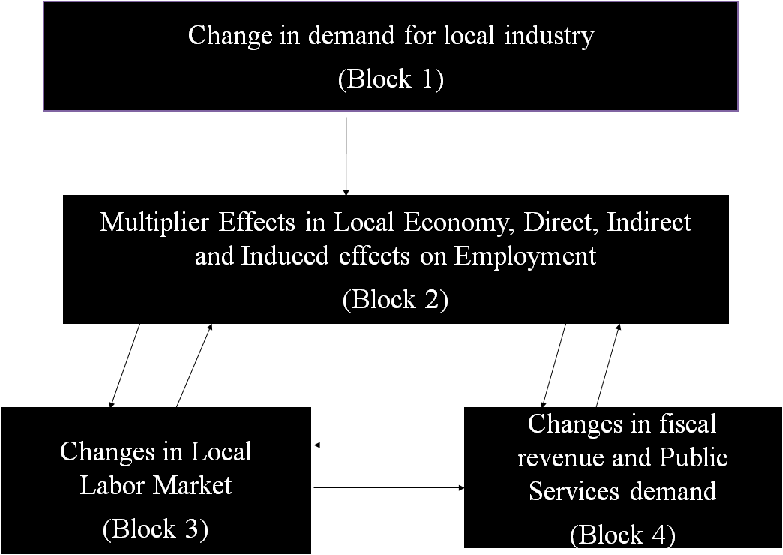 Change in demand for local industry
(Block 1)
Multiplier Effects in Local Economy, Direct, Indirect
and Induced effects on Employment
(Block 2)
Changes in Local
Labor Market
(Block 3)
Changes in fiscal
revenue and Public
Services demand
(Block 4)